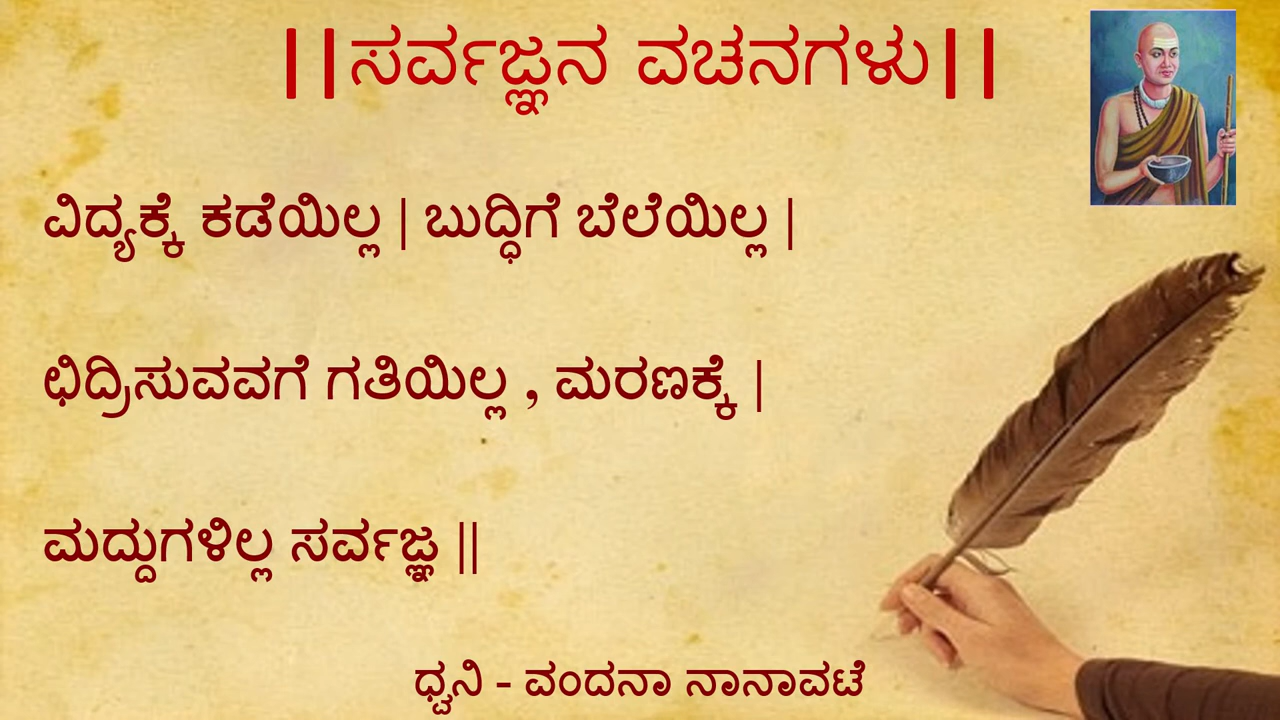 ||ಸರ್ವಜ್ಞನ ವಚನಗಳು||
ವಿದ್ಯಕ್ಕೆ ಕಡೆಯಿಲ್ಲ | ಬುದ್ಧಿಗೆ ಬೆಲೆಯಿಲ್ಲ |
ಛಿದ್ರಿಸುವವಗೆ ಗತಿಯಿಲ್ಲ , ಮರಣಕ್ಕೆ |
ಮದ್ದುಗಳಿಲ್ಲ ಸರ್ವಜ್ಞ ||
ಧ್ವನಿ - ವಂದನಾ ನಾನಾವಟೆ